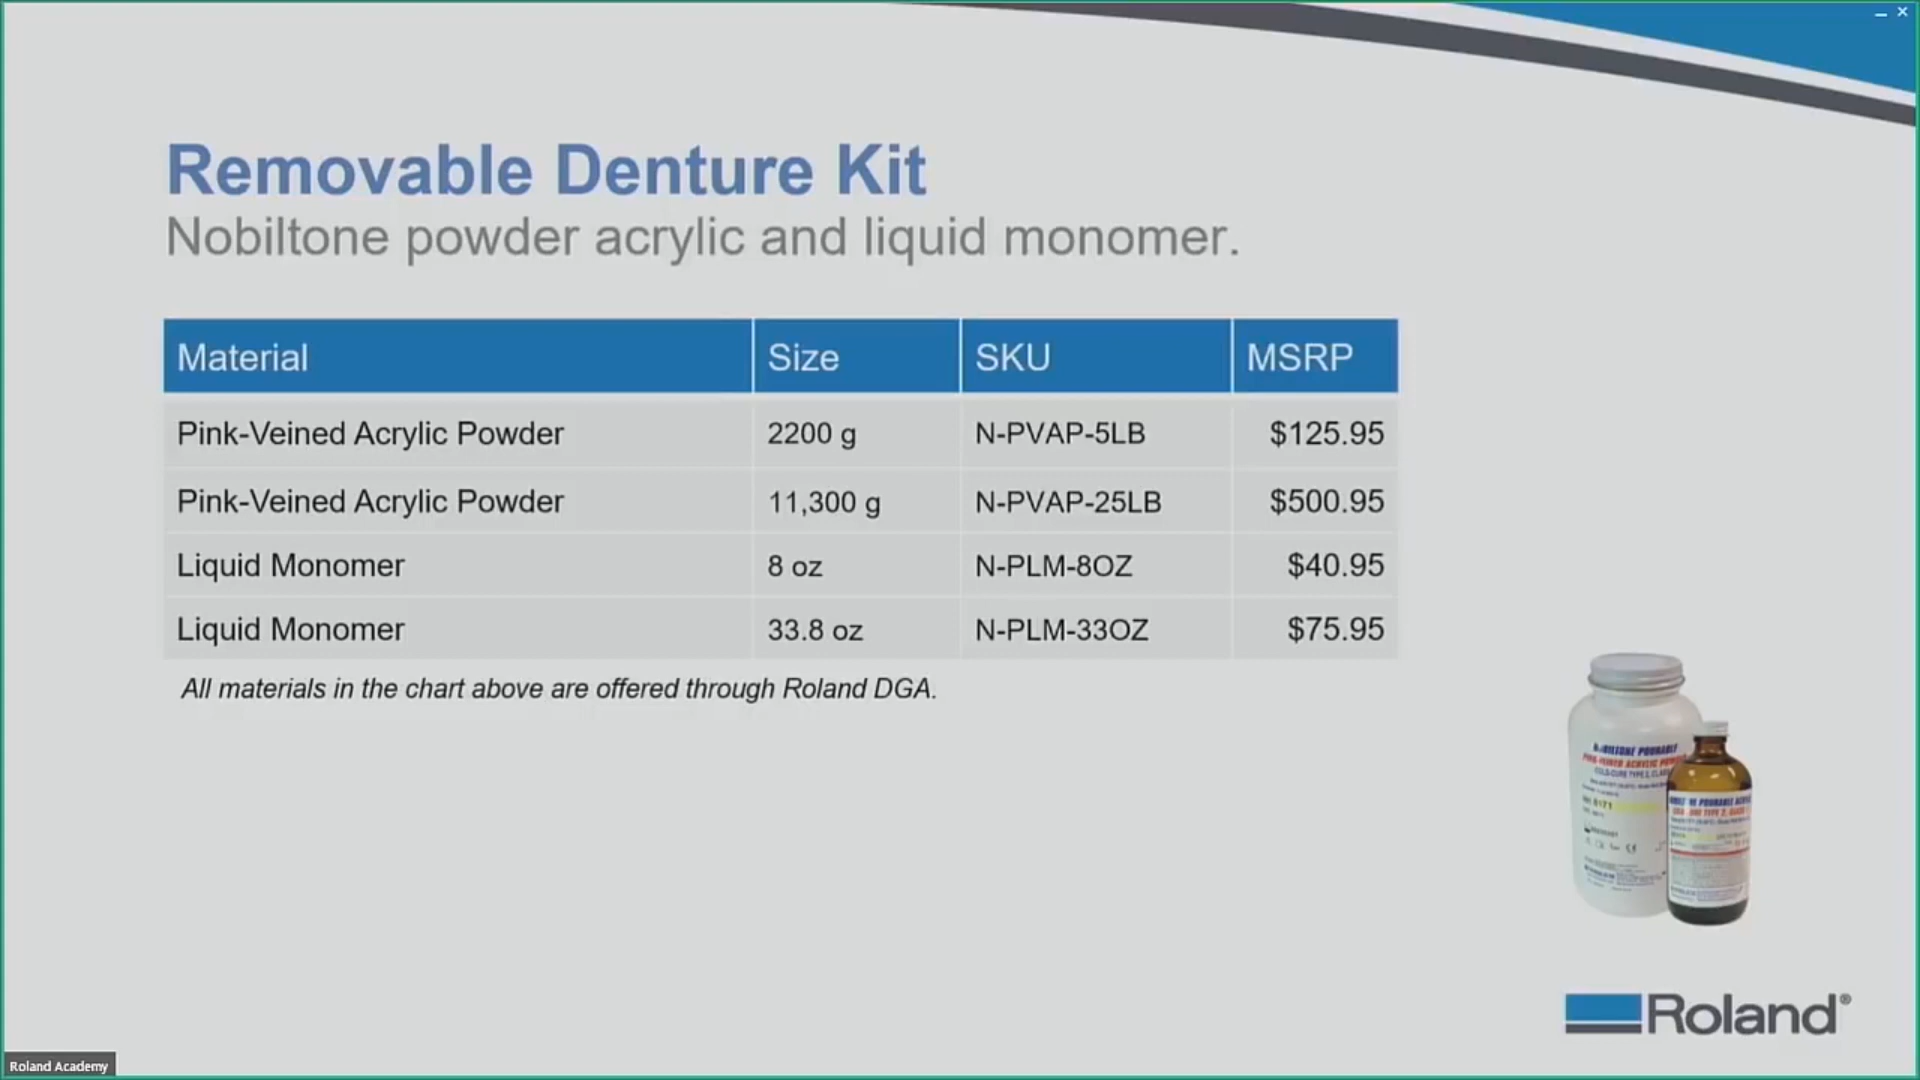 Removable Denture Kit
Nobiltone powder acrylic and liquid monomer.
Material Size SKU MSRP
Pink-Veined Acrylic Powder 2200 g N-PVAP-5LB $125.95
Pink-Veined Acrylic Powder 11,300 g N-PVAP-25LB $500.95
Liquid Monomer 8 oz N-PLM-8OZ $40.95
Liquid Monomer 33.8 oz N-PLM-33OZ $75.95
All materials in the chart above are offered through Roland DGA.
Roland®
Roland Academy